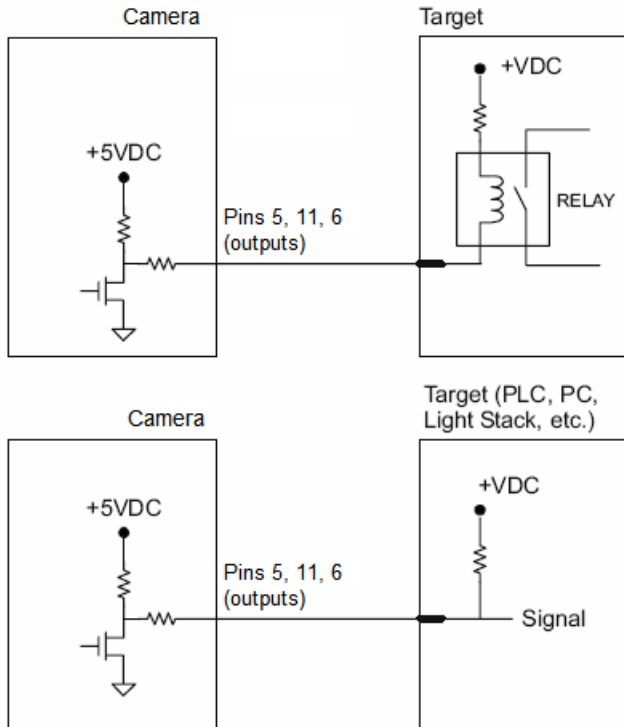 Camera
Target
+VDC
+5VDC
RELAY
Pins 5, 11, 6
(outputs)
Camera
Target (PLC, PC,
Light Stack, etc.)
+5VDC
+VDC
Pins 5, 11, 6
(outputs)
Signal